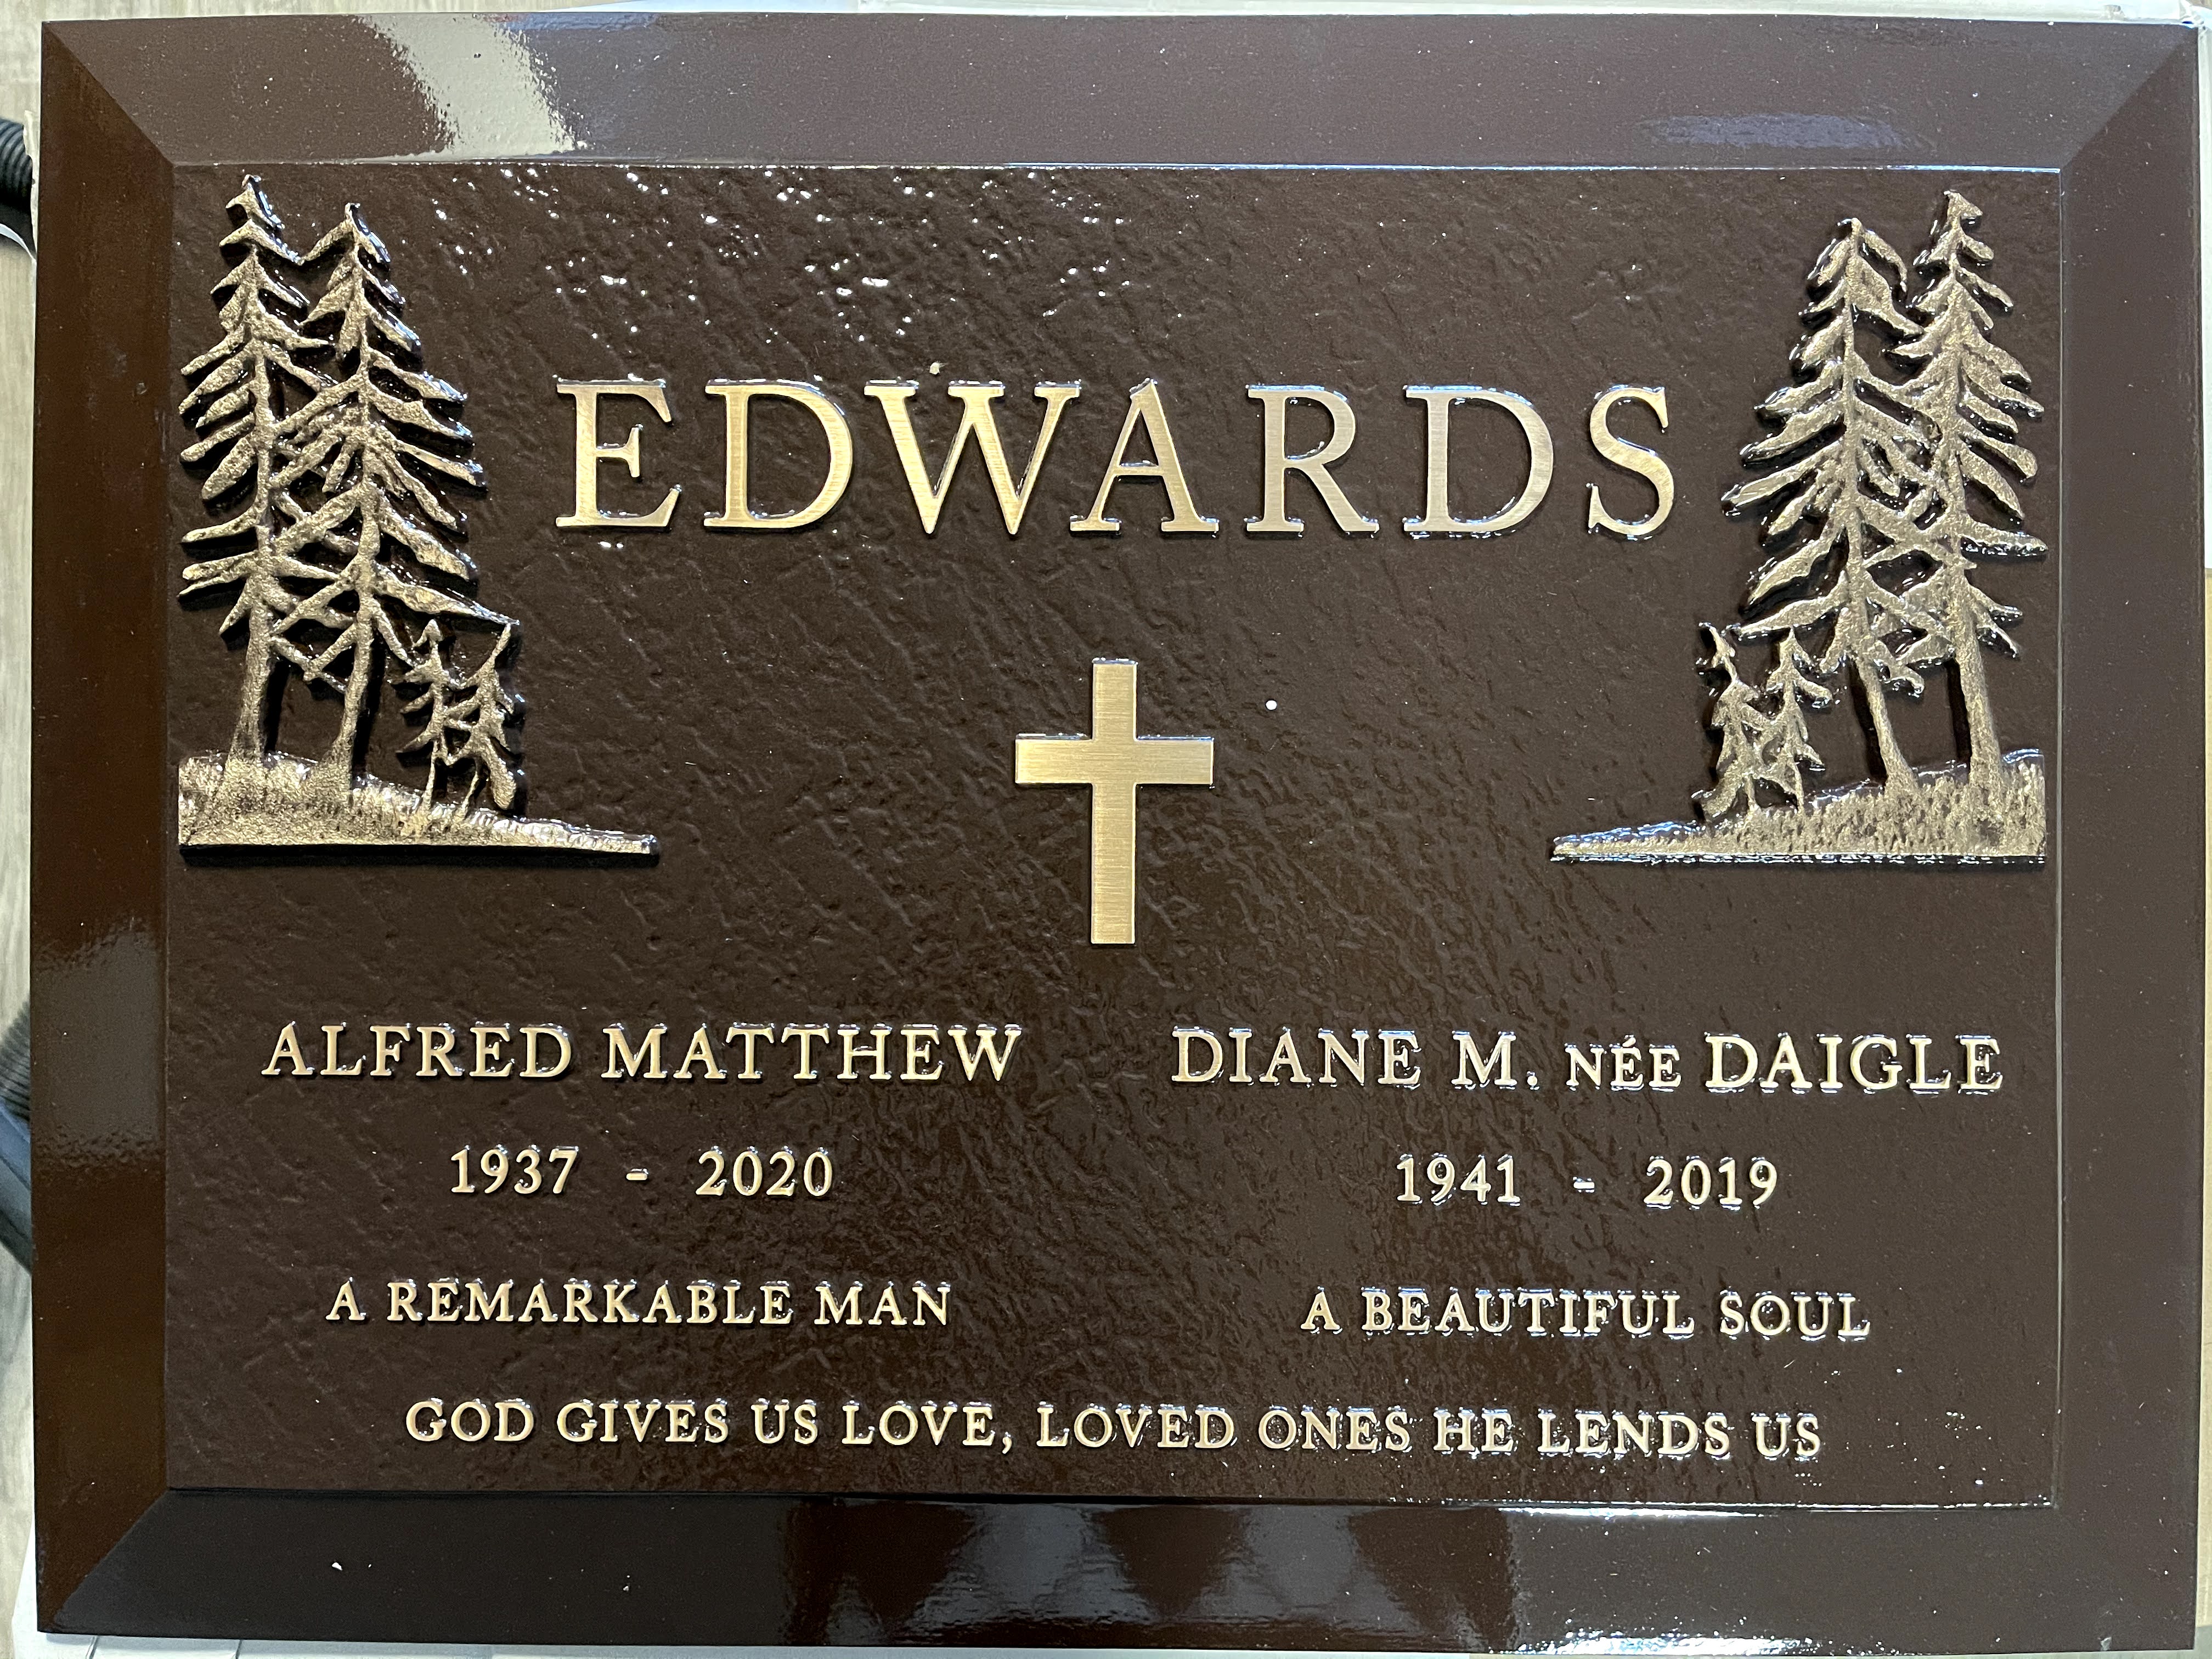 EDWARDS
ALFRED MATTHEW
1937 - 2020
A REMARKABLE MAN
DIANE M. NÉE DAIGLE
1941 - 2019
A BEAUTIFUL SOUL
GOD GIVES US LOVE, LOVED ONES HE LENDS US